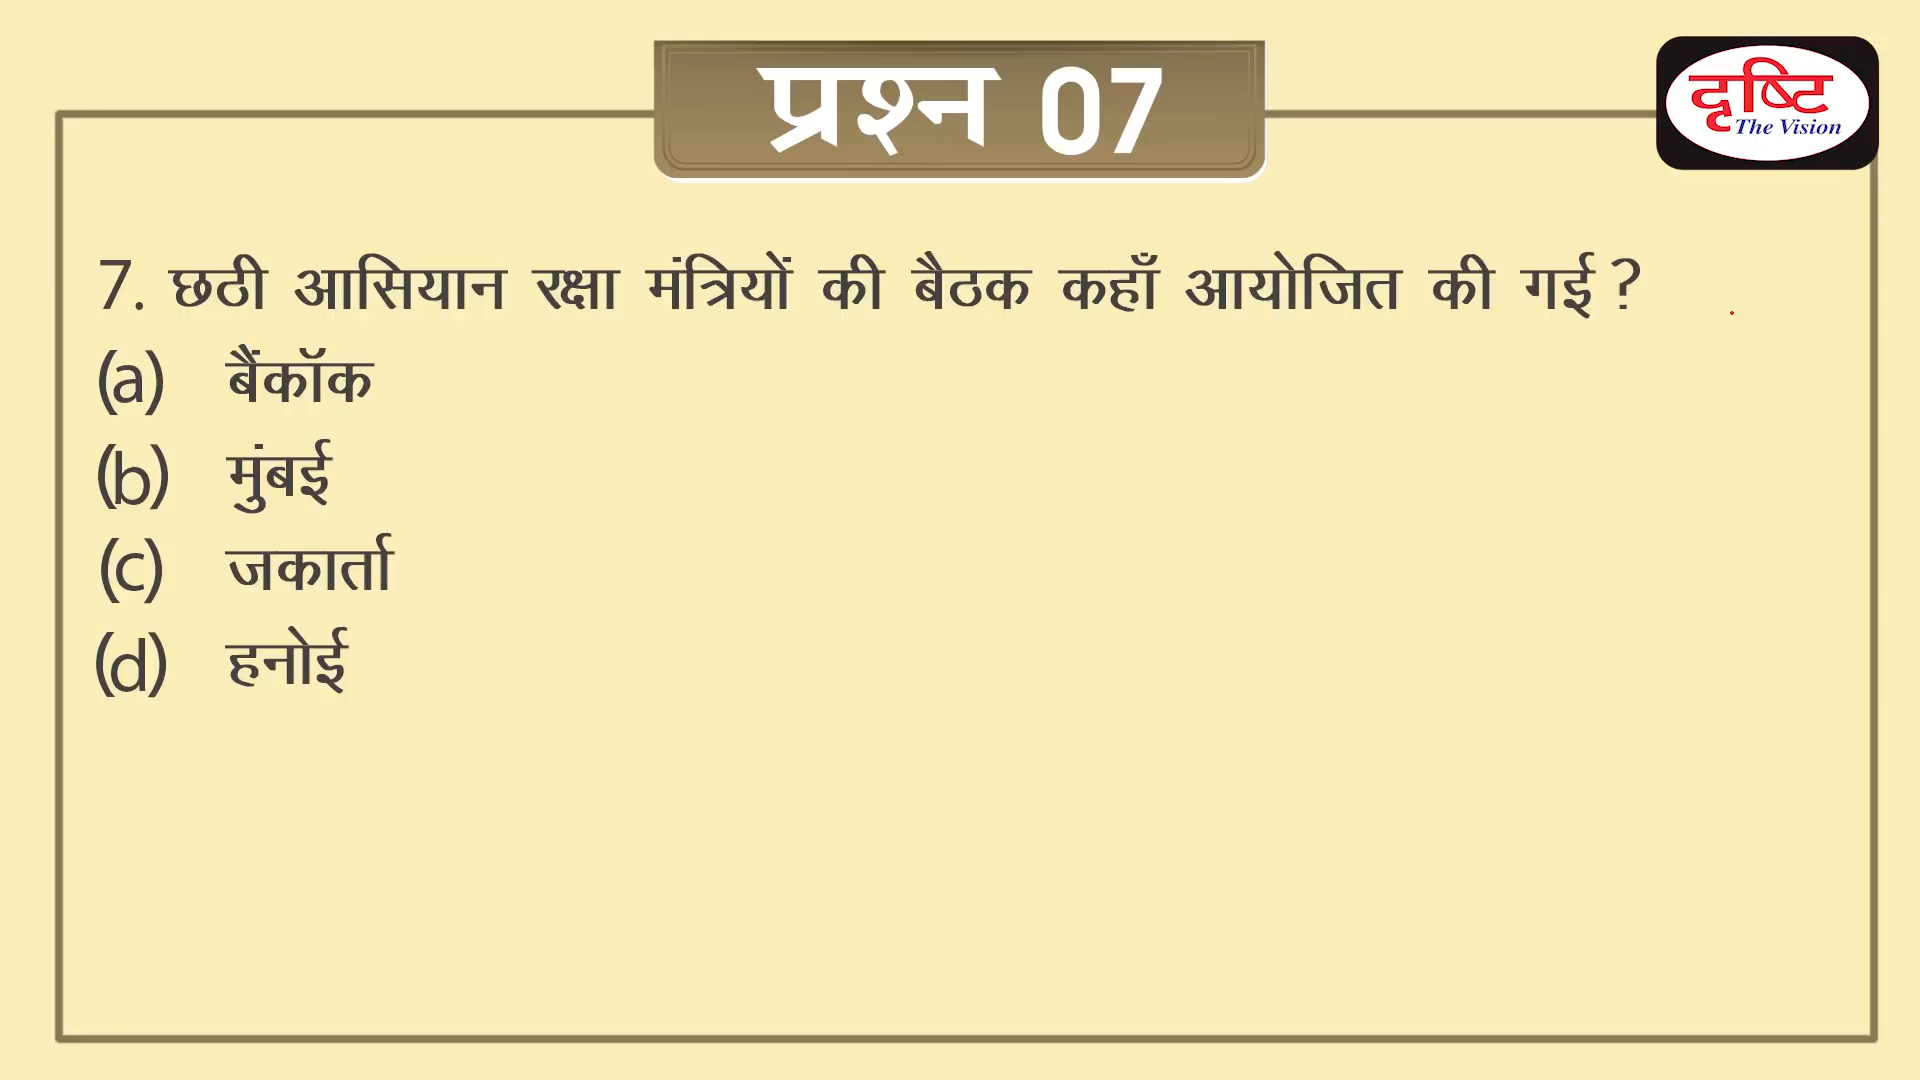 प्रश्न 07
दृष्टि
The Vision
7. छठी आसियान रक्षा मंत्रियों की बैठक कहाँ आयोजित की गई ?
(a) बैंकॉक
(b) मुंबई
(c) जकार्ता
(d) हनोई